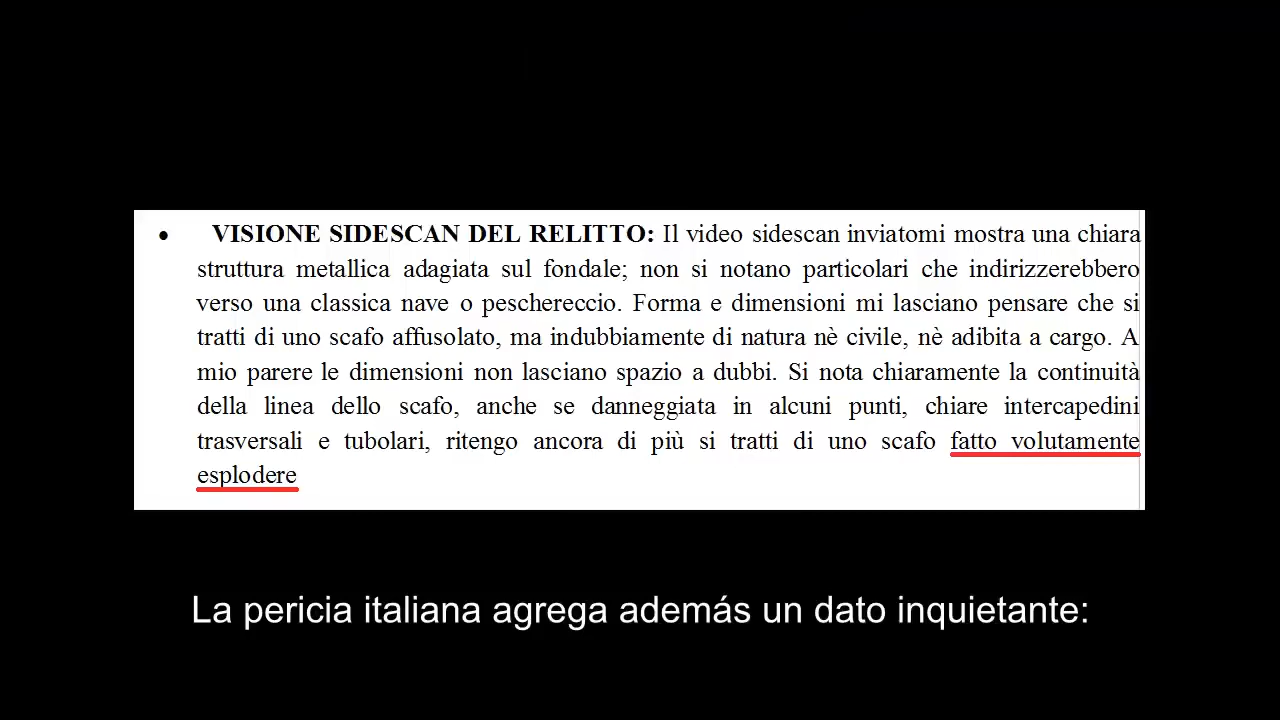 • VISIONE SIDESCAN DEL RELITTO: Il video sidescan inviatomi mostra una chiara
struttura metallica adagiata sul fondale; non si notano particolari che indirizzerebbero
verso una classica nave o peschereccio. Forma e dimensioni mi lasciano pensare che si
tratti di uno scafo affusolato, ma indubbiamente di natura nè civile, nè adibita a cargo. A
mio parere le dimensioni non lasciano spazio a dubbi. Si nota chiaramente la continuità
della linea dello scafo, anche se danneggiata in alcuni punti, chiare intercapedini
trasversali e tubolari, ritengo ancora di più si tratti di uno scafo fatto volutamente
esplodere
La pericia italiana agrega además un dato inquietante: